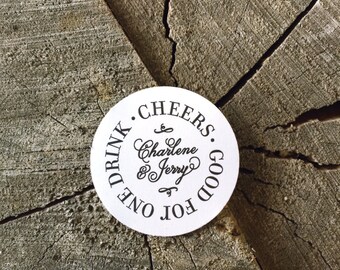 · CHEERS · GOOD FOR ONE DRINK
Charlene
& Jerry